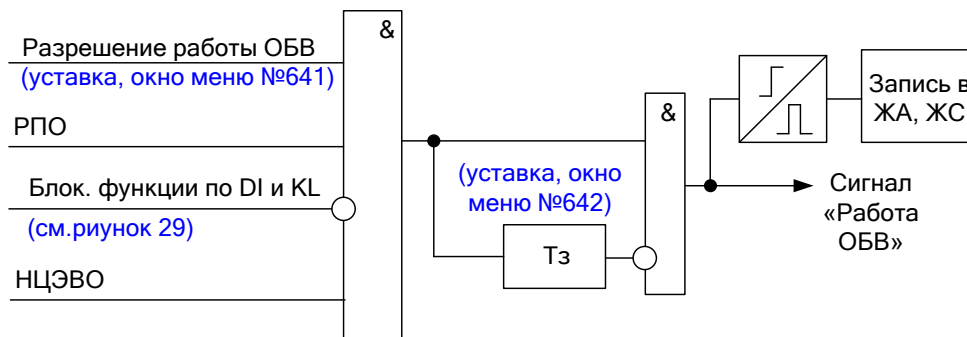 &
Разрешение работы ОБВ
(уставка, окно меню №641)
РПО
Блок. функции по DI и KL
(см.риунок 29)
НЦЭВО
(уставка, окно
меню №642)
Тз
&
Запись в
ЖА, ЖС
Сигнал
«Работа
ОБВ»